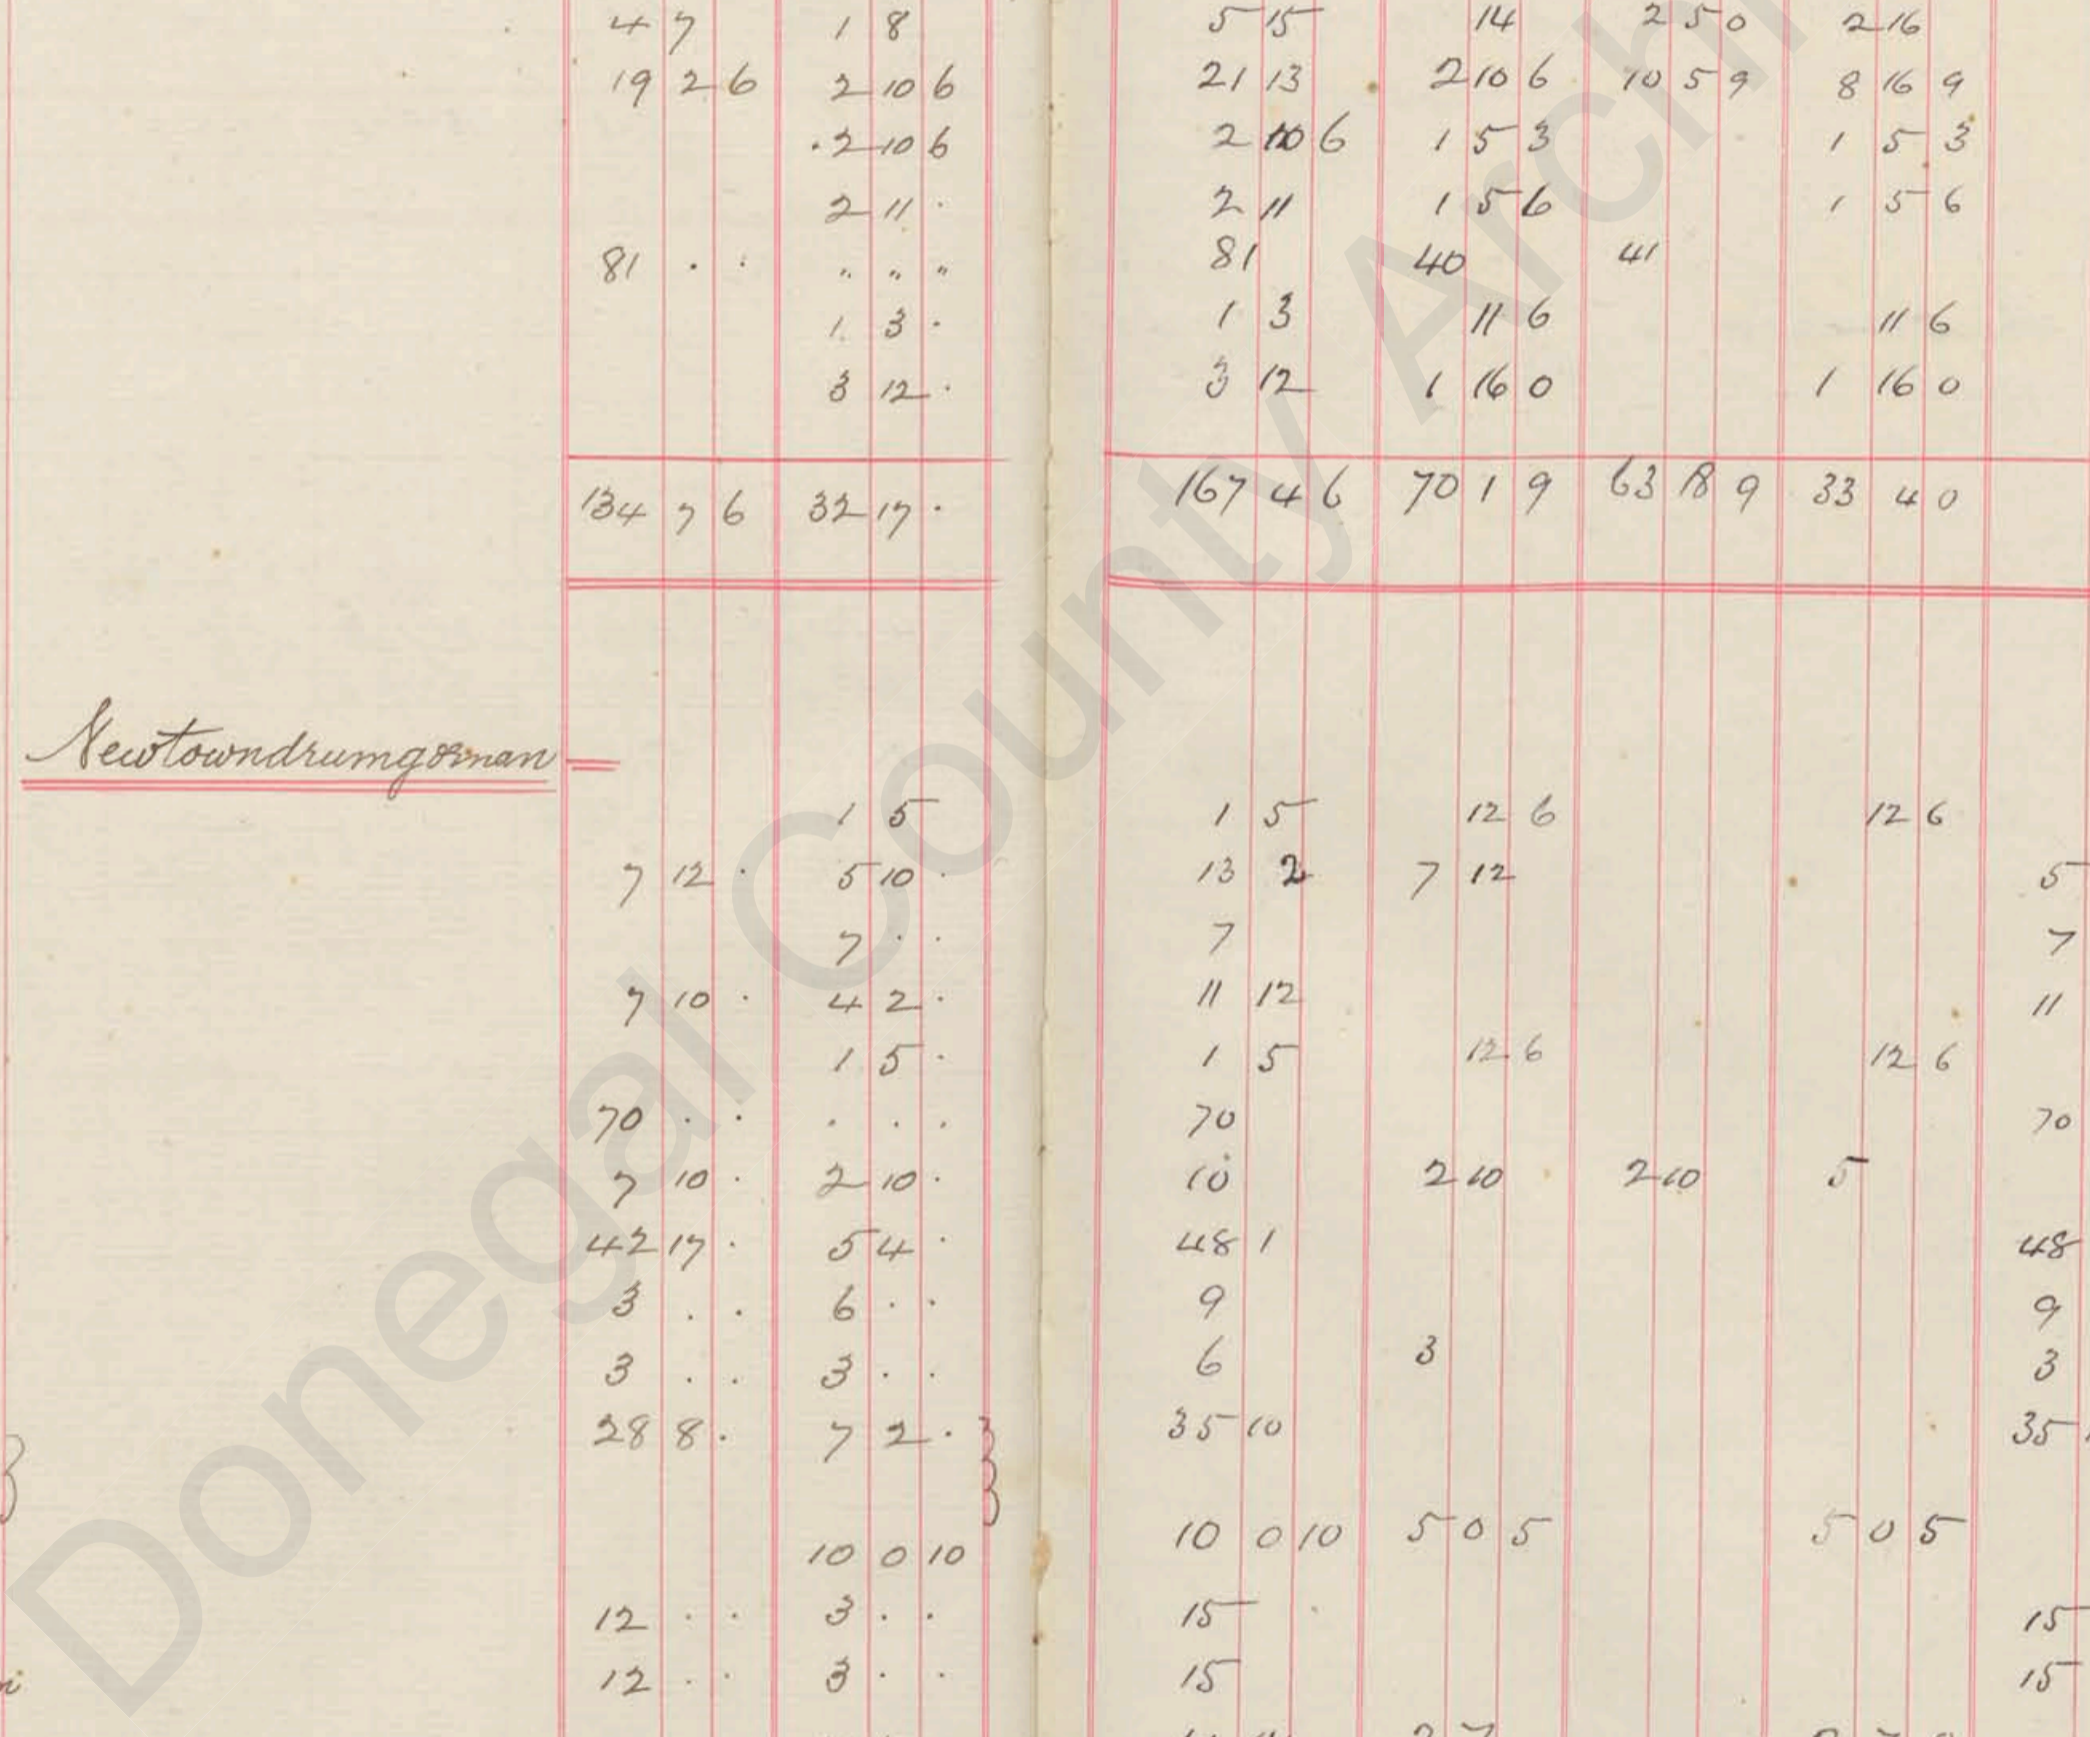 4 7 1 8 5 15 14 2 5 0 2 16
19 2 6 2 10 6 21 13 2 10 6 10 5 9 8 16 9
2 10 6 2 10 6 1 5 3 1 5 3
2 11 · 2 11 1 5 6 1 5 6
81 · · " " " 81 40 41
1 3 · 1 3 11 6 11 6
3 12 · 3 12 1 16 0 1 16 0
134 7 6 32 17 · 167 4 6 70 1 9 63 18 9 33 4 0
Newtowndrumgorman
1 5 1 5 12 6 12 6
7 12 · 5 10 · 13 2 7 12 5
7 · · 7 7
7 10 · 4 2 · 11 12 11
1 5 · 1 5 12 6 12 6
70 · · · · · 70 70
7 10 · 2 10 · 10 2 10 2 10 5
42 17 · 5 4 · 48 1 48
3 · · 6 · · 9 9
3 · · 3 · · 6 3 3
28 8 · 7 2 · 35 10 35
10 0 10 10 0 10 5 0 5 5 0 5
12 · · 3 · · 15 15
12 · · 3 · · 15 15
Donegal County Archi